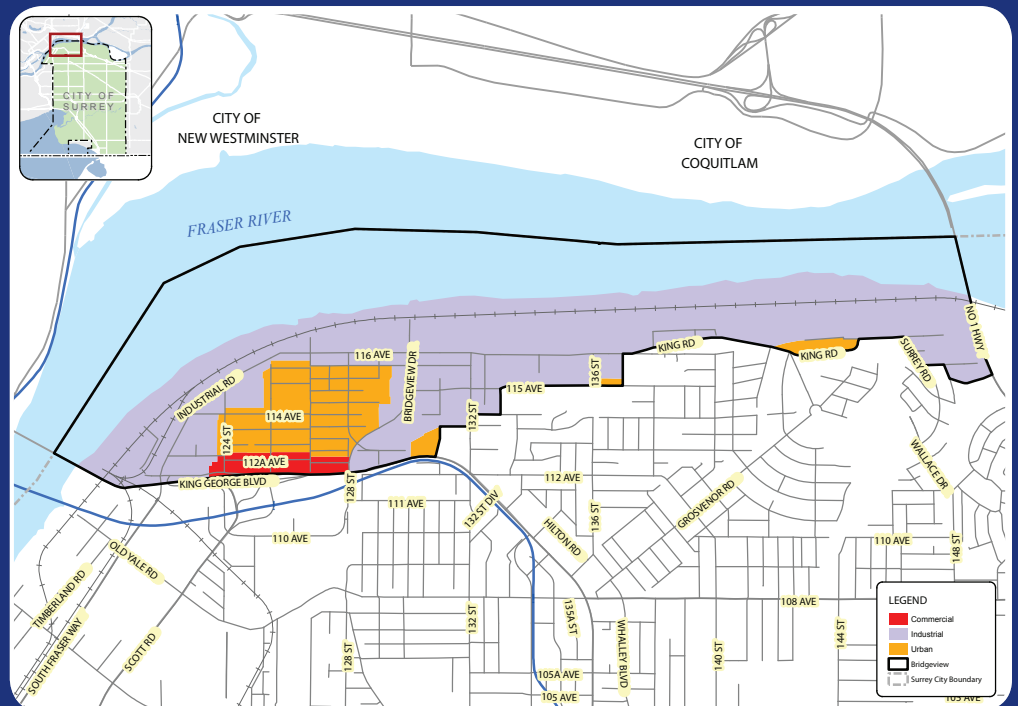 CITY OF
SURREY
CITY OF
NEW WESTMINSTER
CITY OF
COQUITLAM
FRASER RIVER
NO 1 HWY
KING RD
KING RD
SURREY RD
116 AVE
BRIDGEVIEW DR
136 ST
115 AVE
INDUSTRIAL RD
132 ST
114 AVE
124 ST
112A AVE
KING GEORGE BLVD
128 ST
112 AVE
WALLACE DR
GROSVENOR RD
111 AVE
132 ST DIV
136 ST
HILTON RD
110 AVE
110 AVE
148 ST
OLD YALE RD
TIMBERLAND RD
108 AVE
SOUTH FRASER WAY
SCOTT RD
128 ST
132 ST
135A ST
WHALLEY BLVD
140 ST
144 ST
105A AVE
105 AVE
LEGEND
Commercial
Industrial
Urban
Bridgeview
Surrey City Boundary
105 AVE